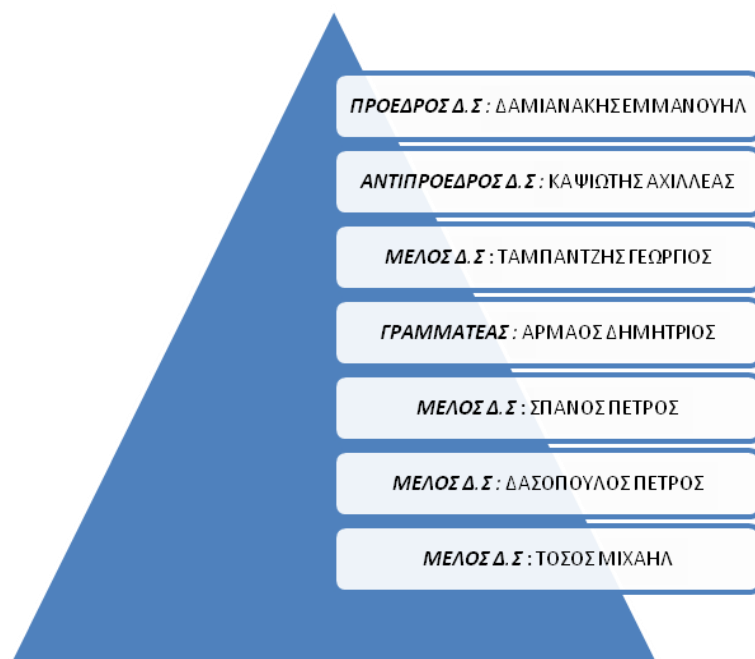 ΠΡΟΕΔΡΟΣ Δ.Σ : ΔΑΜΙΑΝΑΚΗΣ ΕΜΜΑΝΟΥΗΛ
ΑΝΤΙΠΡΟΕΔΡΟΣ Δ.Σ : ΚΑΨΙΩΤΗΣ ΑΧΙΛΛΕΑΣ
ΜΕΛΟΣ Δ.Σ : ΤΑΜΠΑΝΤΖΗΣ ΓΕΩΡΓΙΟΣ
ΓΡΑΜΜΑΤΕΑΣ : ΑΡΜΑΟΣ ΔΗΜΗΤΡΙΟΣ
ΜΕΛΟΣ Δ.Σ : ΣΠΑΝΟΣ ΠΕΤΡΟΣ
ΜΕΛΟΣ Δ.Σ : ΔΑΣΟΠΟΥΛΟΣ ΠΕΤΡΟΣ
ΜΕΛΟΣ Δ.Σ : ΤΟΣΟΣ ΜΙΧΑΗΛ